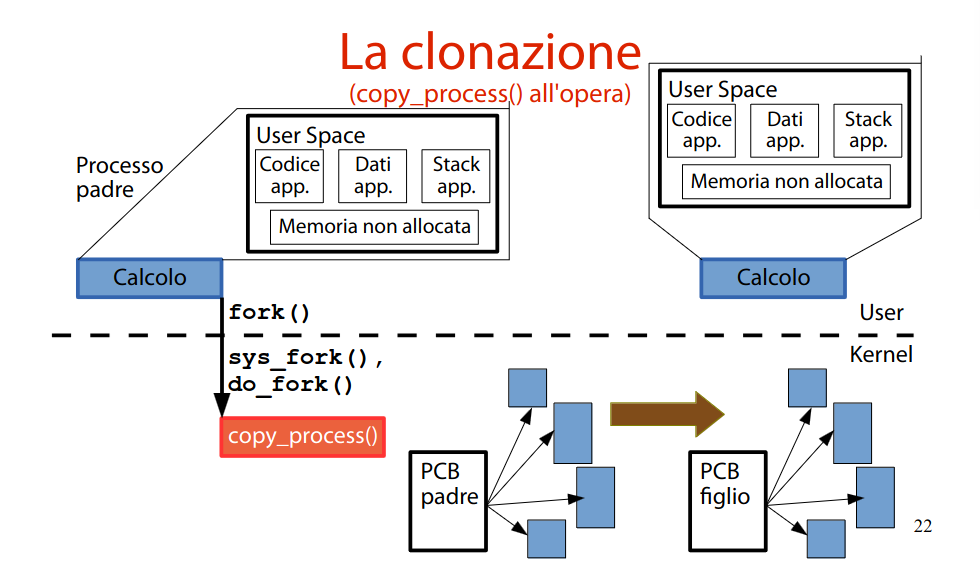 La clonazione
(copy_process() all'opera)
Processo
padre
User Space
Codice
app.
Dati
app.
Stack
app.
Memoria non allocata
Calcolo
User Space
Codice
app.
Dati
app.
Stack
app.
Memoria non allocata
Calcolo
fork()
User
Kernel
sys_fork(),
do_fork()
copy_process()
PCB
padre
PCB
figlio
22